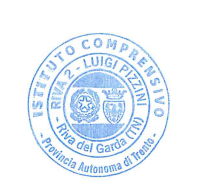 ISTITUTO COMPRENSIVO
RIVA 2 - LUIGI PIZZINI
- Riva del Garda (TN) -
- Provincia Autonoma di Trento -